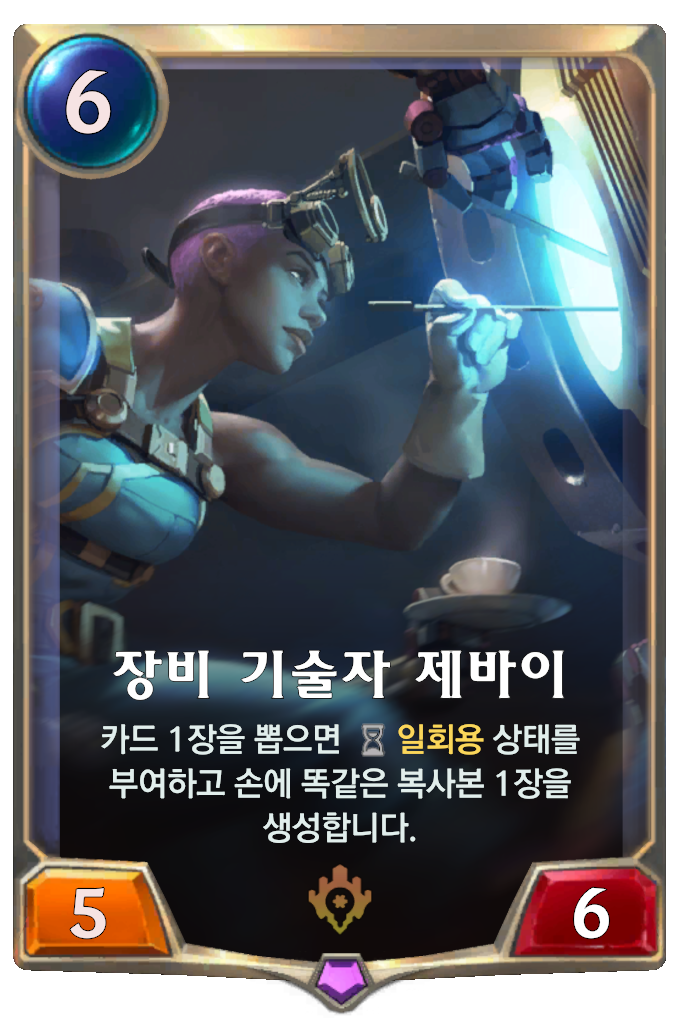 6
장비 기술자 제바이
카드 1장을 뽑으면 일회용 상태를
부여하고 손에 똑같은 복사본 1장을
생성합니다.
5
6